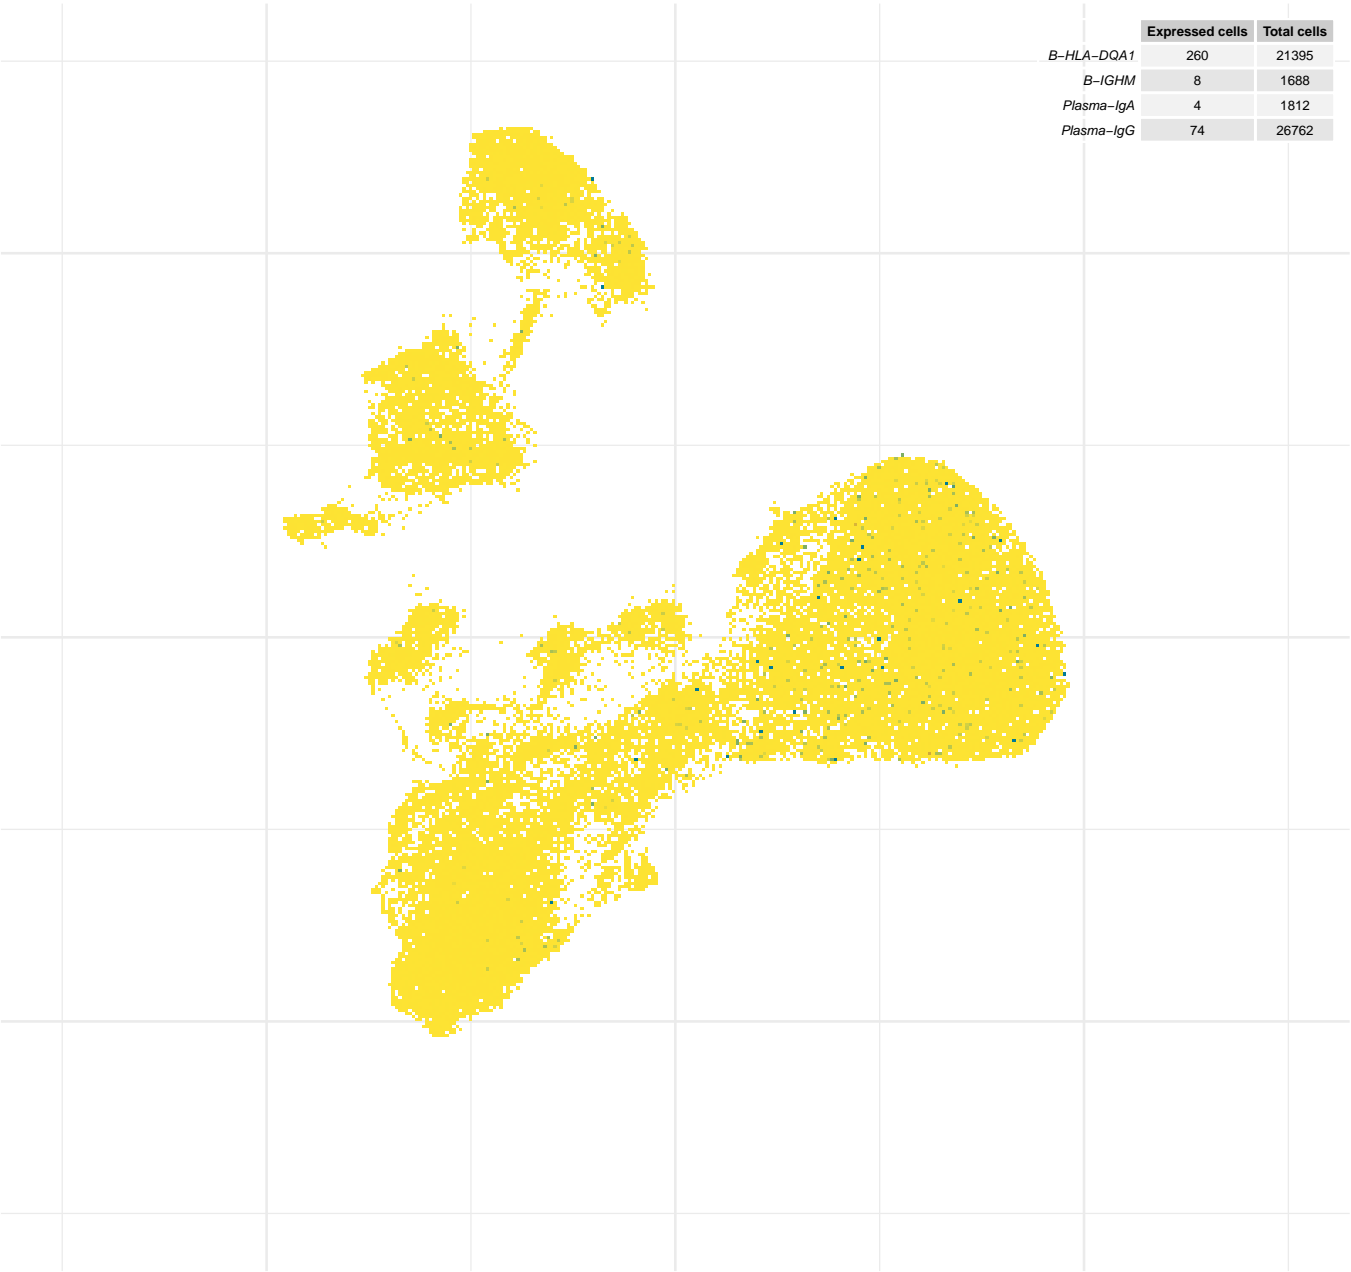 Expressed cells Total cells
B−HLA−DQA1 260 21395
B−IGHM 8 1688
Plasma−IgA 4 1812
Plasma−IgG 74 26762